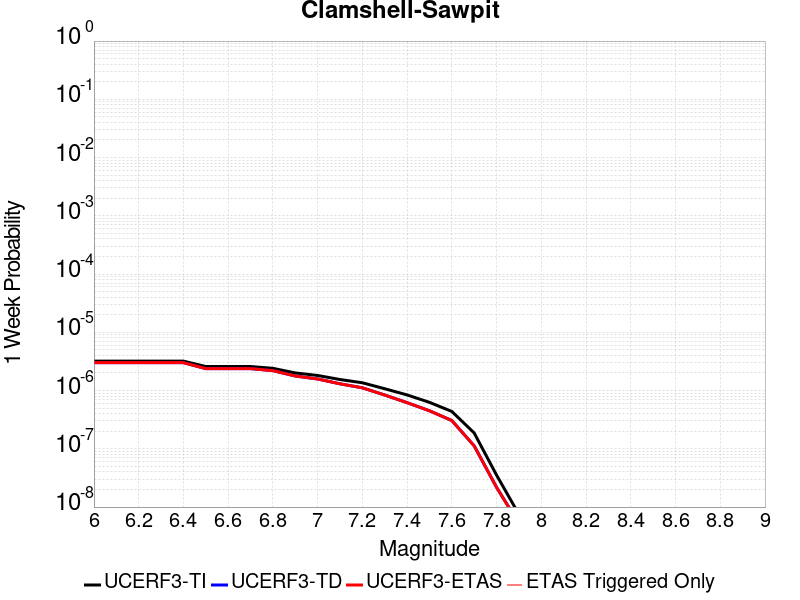 Clamshell-Sawpit
10^0
10^-1
10^-2
10^-3
10^-4
10^-5
10^-6
10^-7
10^-8
1 Week Probability
6 6.2 6.4 6.6 6.8 7 7.2 7.4 7.6 7.8 8 8.2 8.4 8.6 8.8 9
Magnitude
UCERF3-TI UCERF3-TD UCERF3-ETAS ETAS Triggered Only